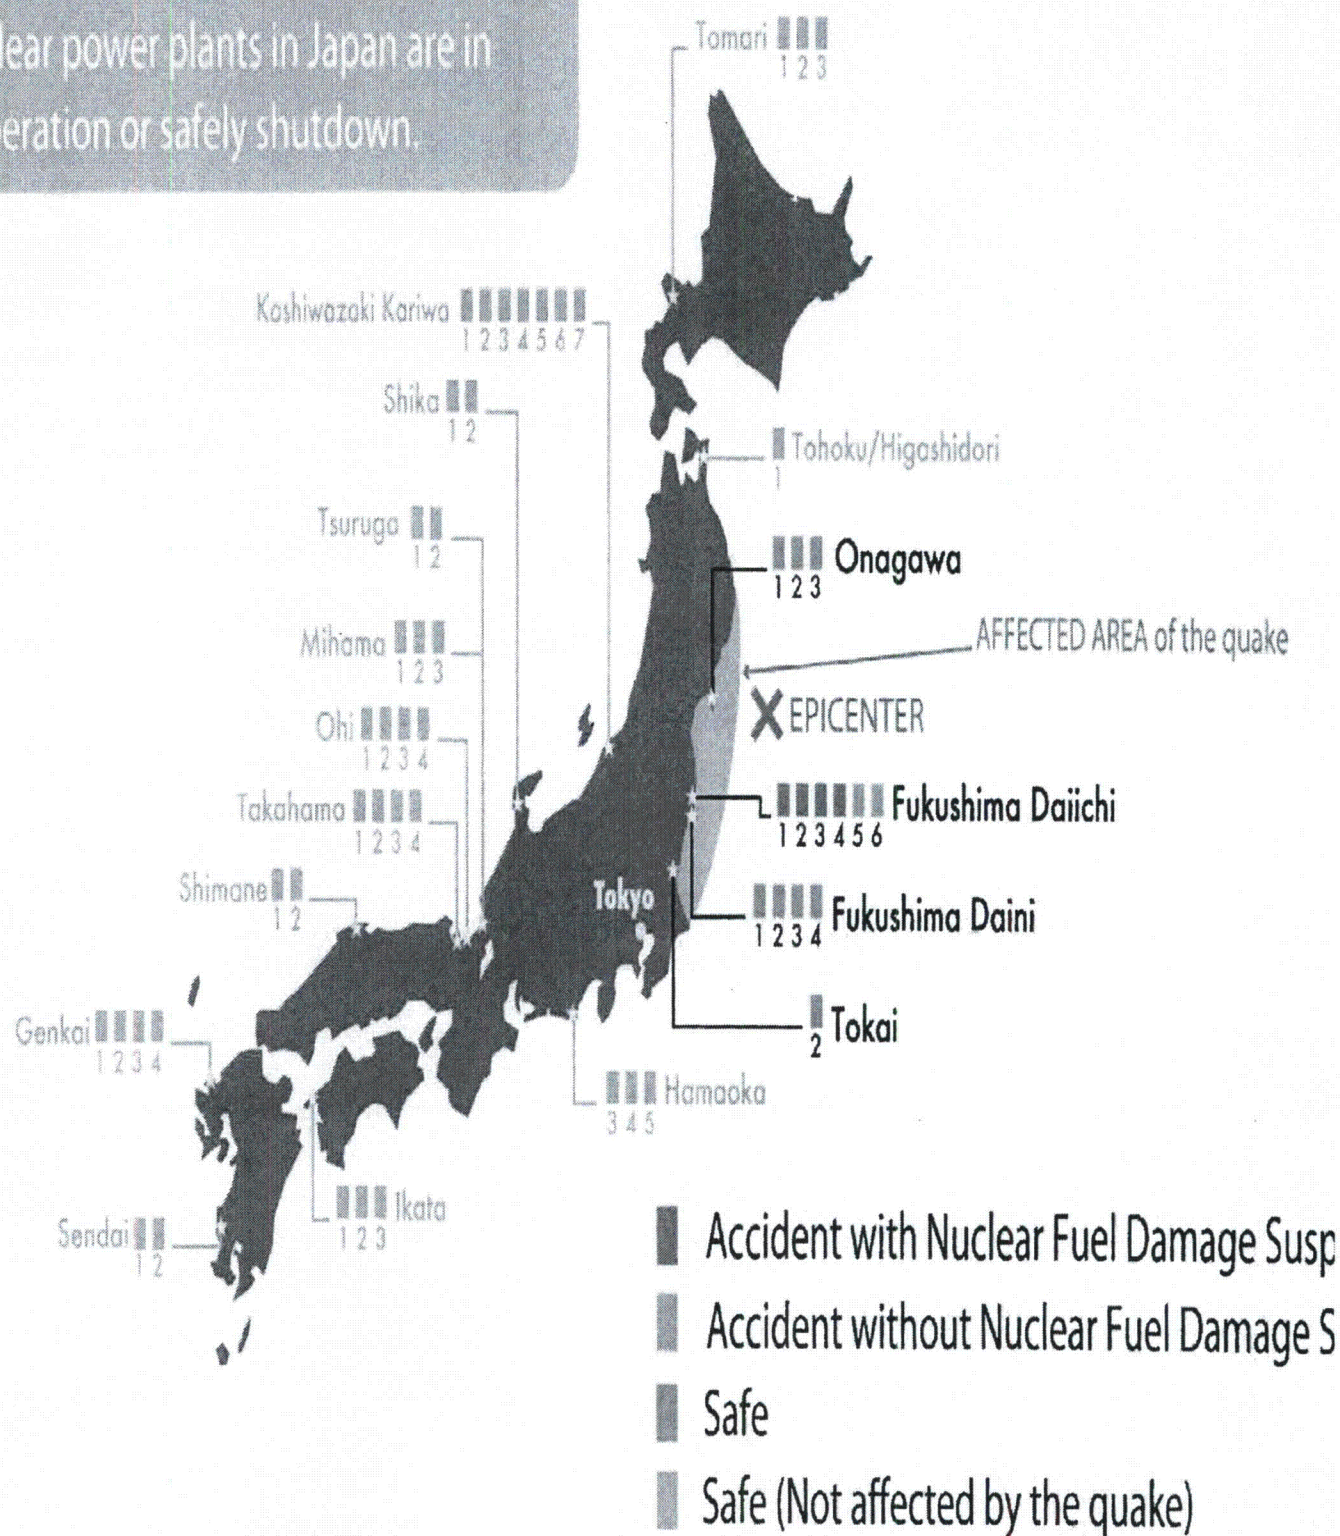 lear power plants in Japan are in
eration or safely shutdown.
Tomari
1 2 3
Kashiwazaki Kariwa
1 2 3 4 5 6 7
Shika
1 2
Tohoku/Higashidori
1
Tsuruga
1 2
Onagawa
1 2 3
Mihama
1 2 3
AFFECTED AREA of the quake
EPICENTER
Ohi
1 2 3 4
Takahama
1 2 3 4
Fukushima Daiichi
1 2 3 4 5 6
Shimane
1 2
Tokyo
Fukushima Daini
1 2 3 4
Genkai
1 2 3 4
Tokai
2
Hamaoka
3 4 5
Ikata
1 2 3
Sendai
1 2
Accident with Nuclear Fuel Damage Susp
Accident without Nuclear Fuel Damage S
Safe
Safe (Not affected by the quake)